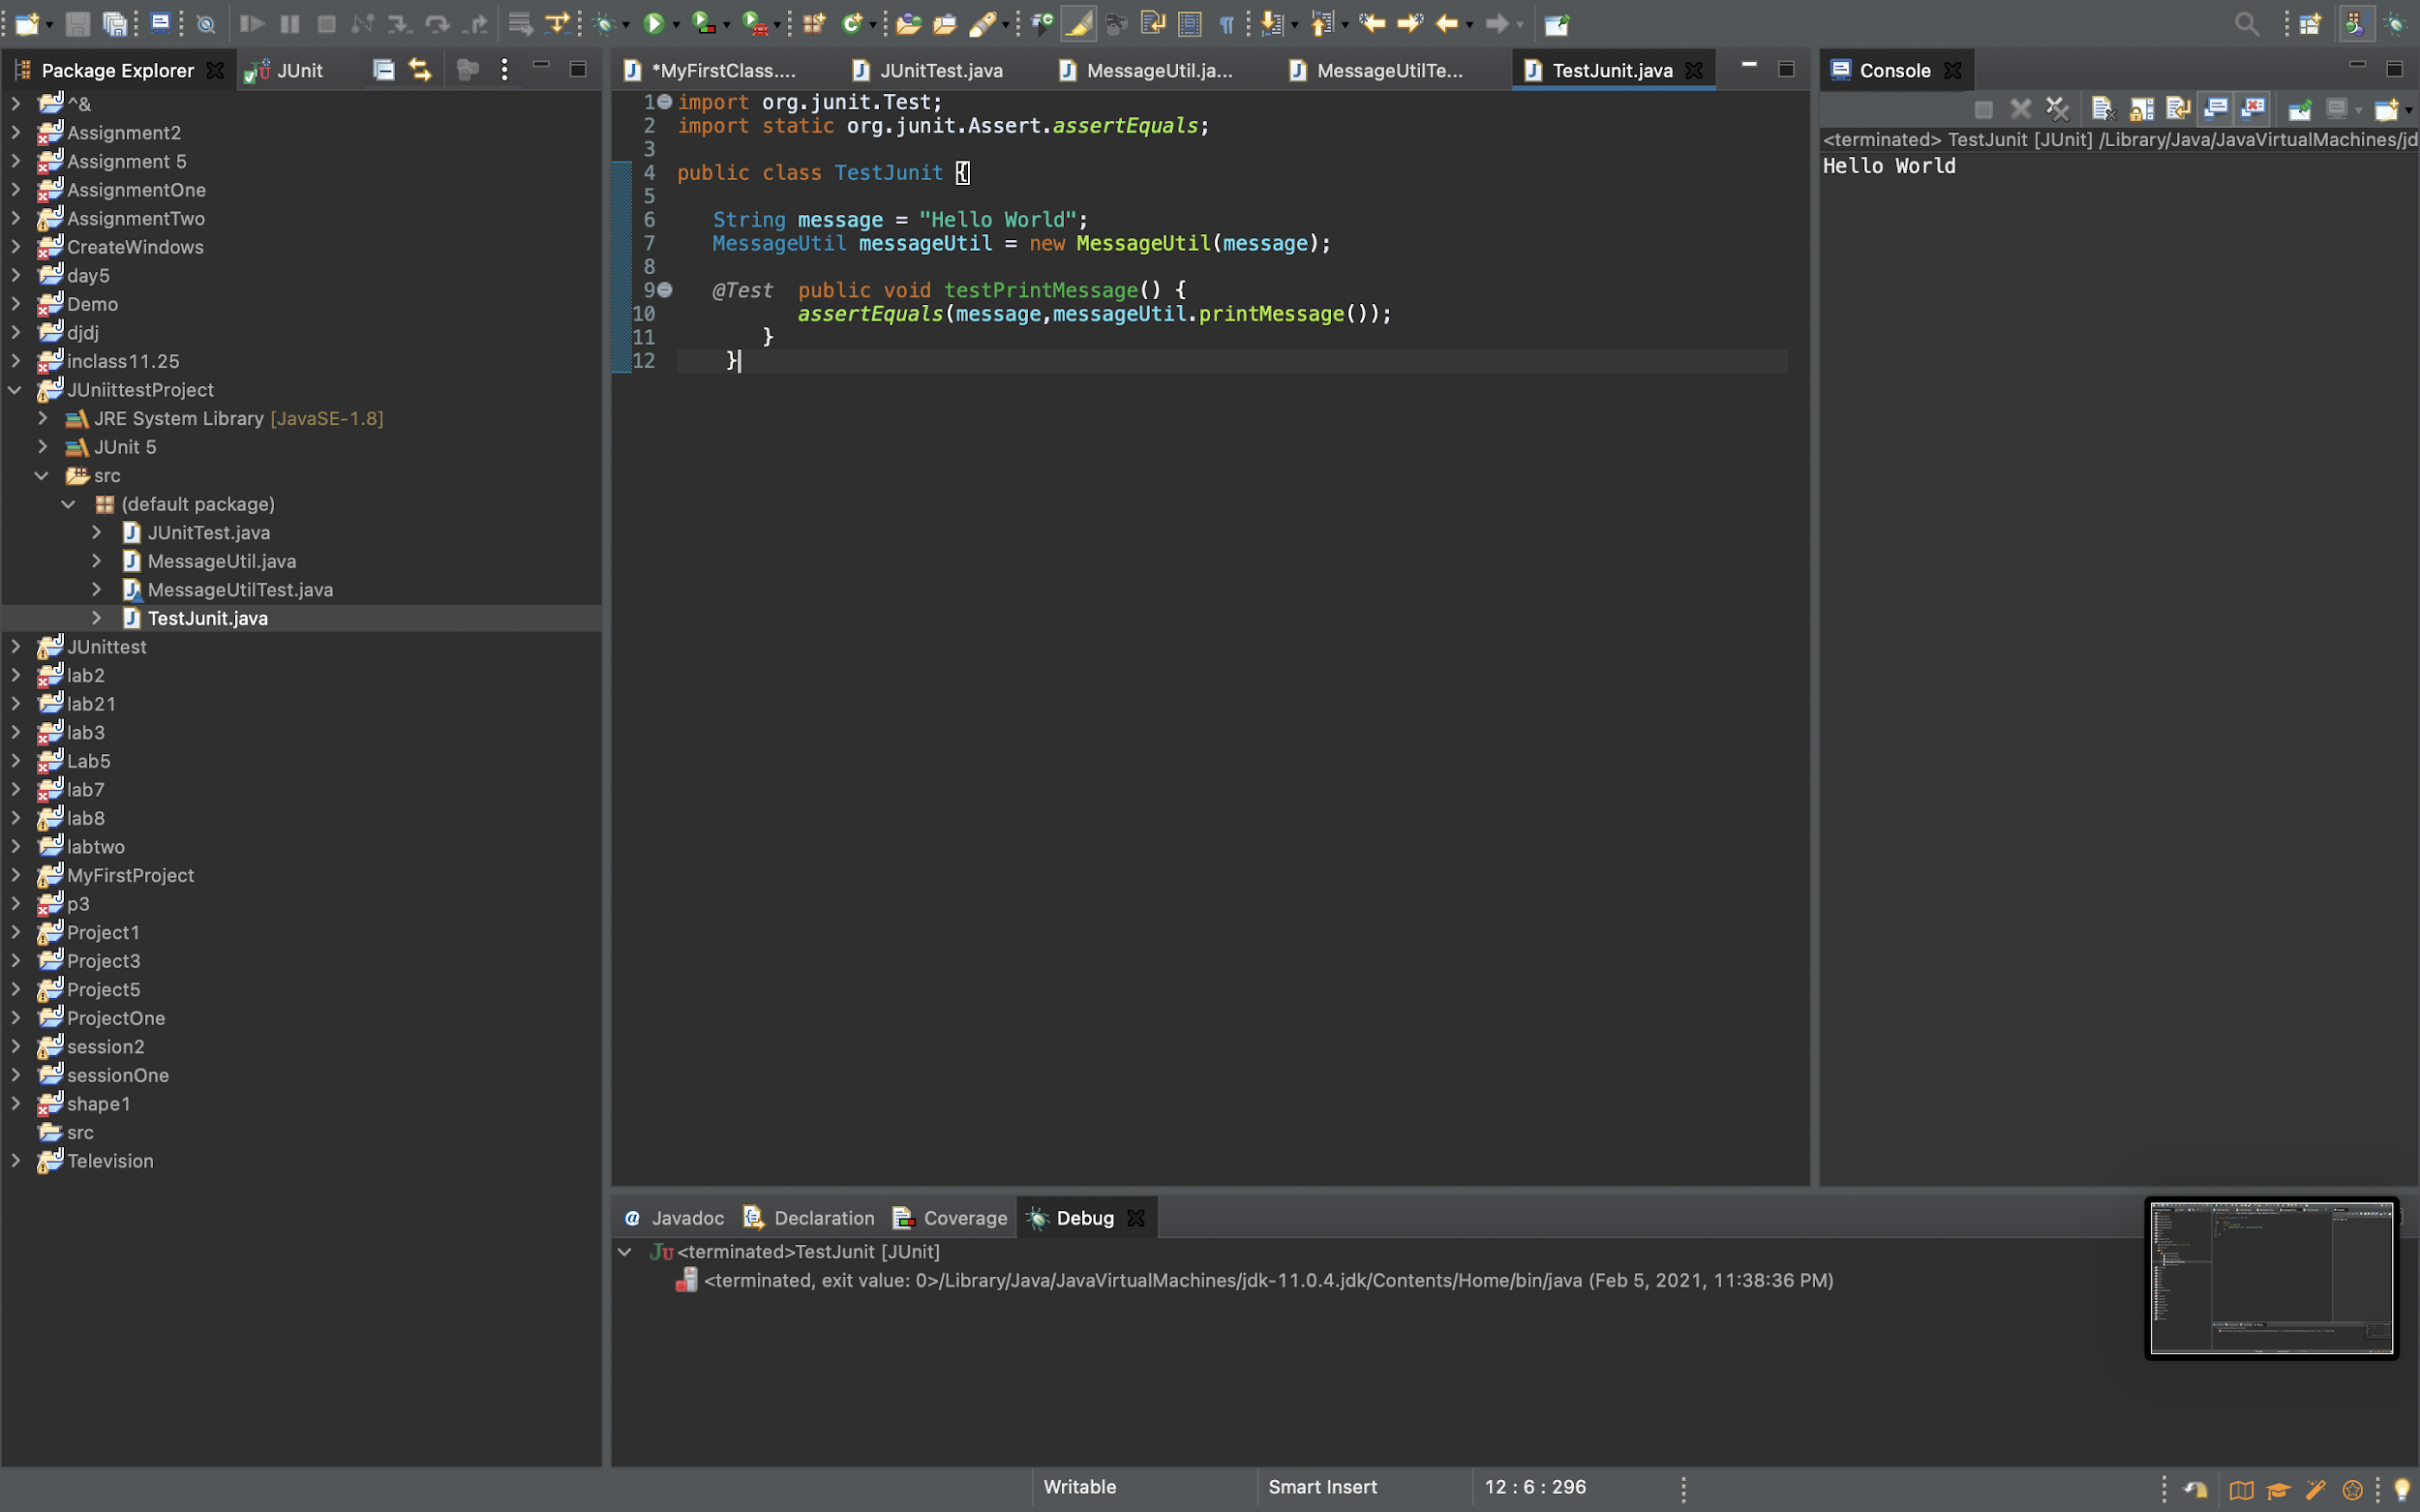 Package Explorer
JUnit
^&
Assignment2
Assignment 5
AssignmentOne
AssignmentTwo
CreateWindows
day5
Demo
djdj
inclass11.25
JUniittestProject
JRE System Library [JavaSE-1.8]
JUnit 5
src
(default package)
JUnitTest.java
MessageUtil.java
MessageUtilTest.java
TestJunit.java
JUnittest
lab2
lab21
lab3
Lab5
lab7
lab8
labtwo
MyFirstProject
p3
Project1
Project3
Project5
ProjectOne
session2
sessionOne
shape1
src
Television
*MyFirstClass....
JUnitTest.java
MessageUtil.ja...
MessageUtilTe...
TestJunit.java
1 import org.junit.Test;
2 import static org.junit.Assert.assertEquals;
3
4 public class TestJunit {
5
6 String message = "Hello World";
7 MessageUtil messageUtil = new MessageUtil(message);
8
9 @Test public void testPrintMessage() {
10 assertEquals(message,messageUtil.printMessage());
11 }
12 }
Console
<terminated> TestJunit [JUnit] /Library/Java/JavaVirtualMachines/jd
Hello World
Javadoc
Declaration
Coverage
Debug
<terminated>TestJunit [JUnit]
<terminated, exit value: 0>/Library/Java/JavaVirtualMachines/jdk-11.0.4.jdk/Contents/Home/bin/java (Feb 5, 2021, 11:38:36 PM)
Writable
Smart Insert
12 : 6 : 296